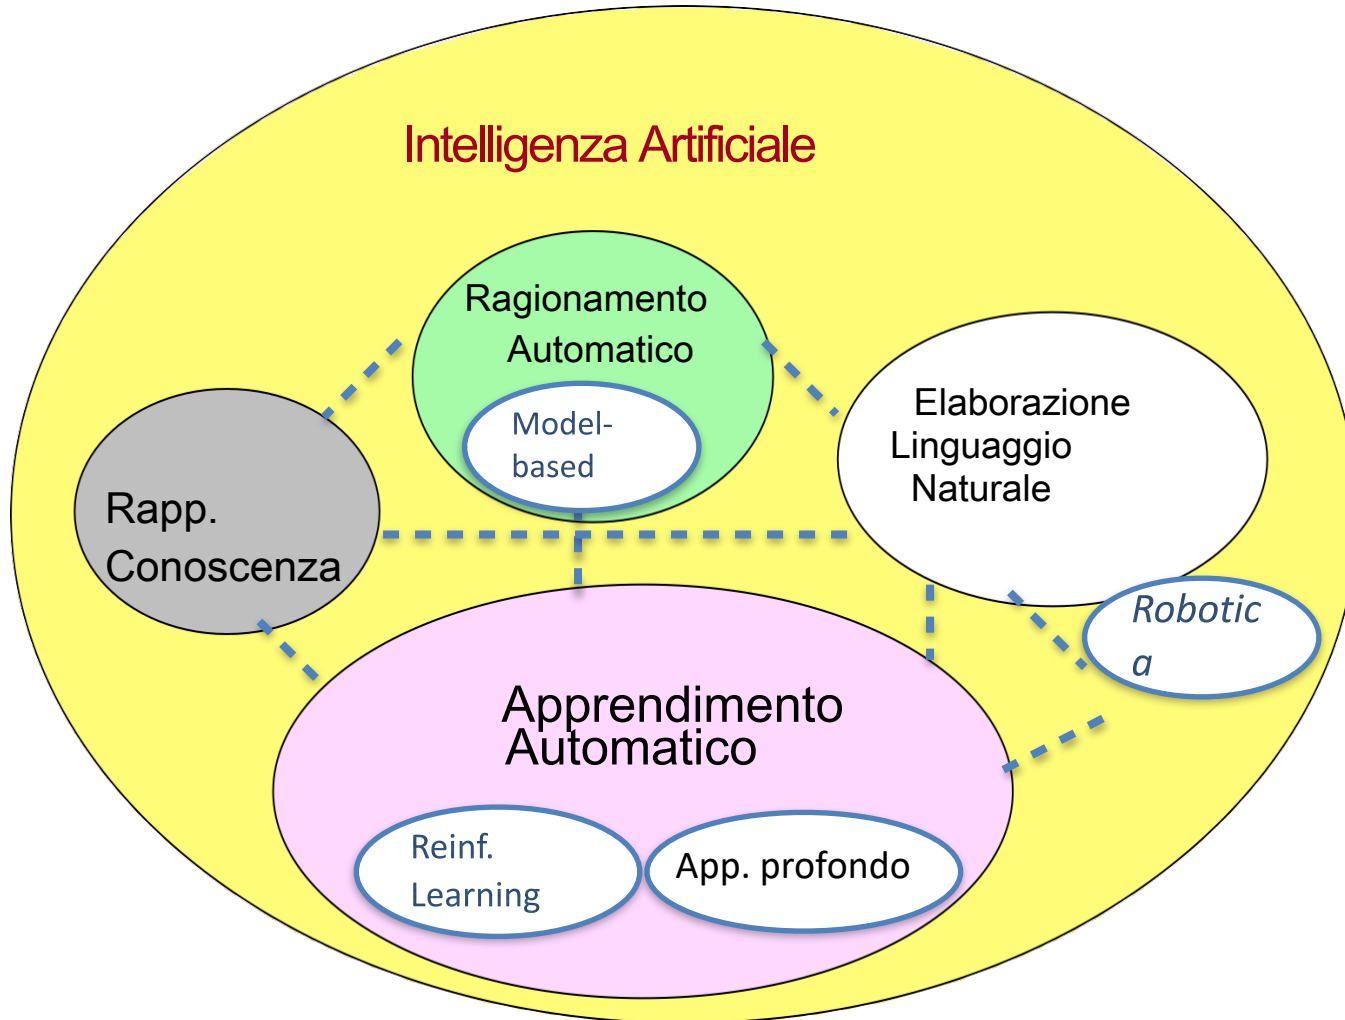 Intelligenza Artificiale
Ragionamento
Automatico
Model-
based
Elaborazione
Linguaggio
Naturale
Rapp.
Conoscenza
Robotic
a
Apprendimento
Automatico
Reinf.
Learning
App. profondo